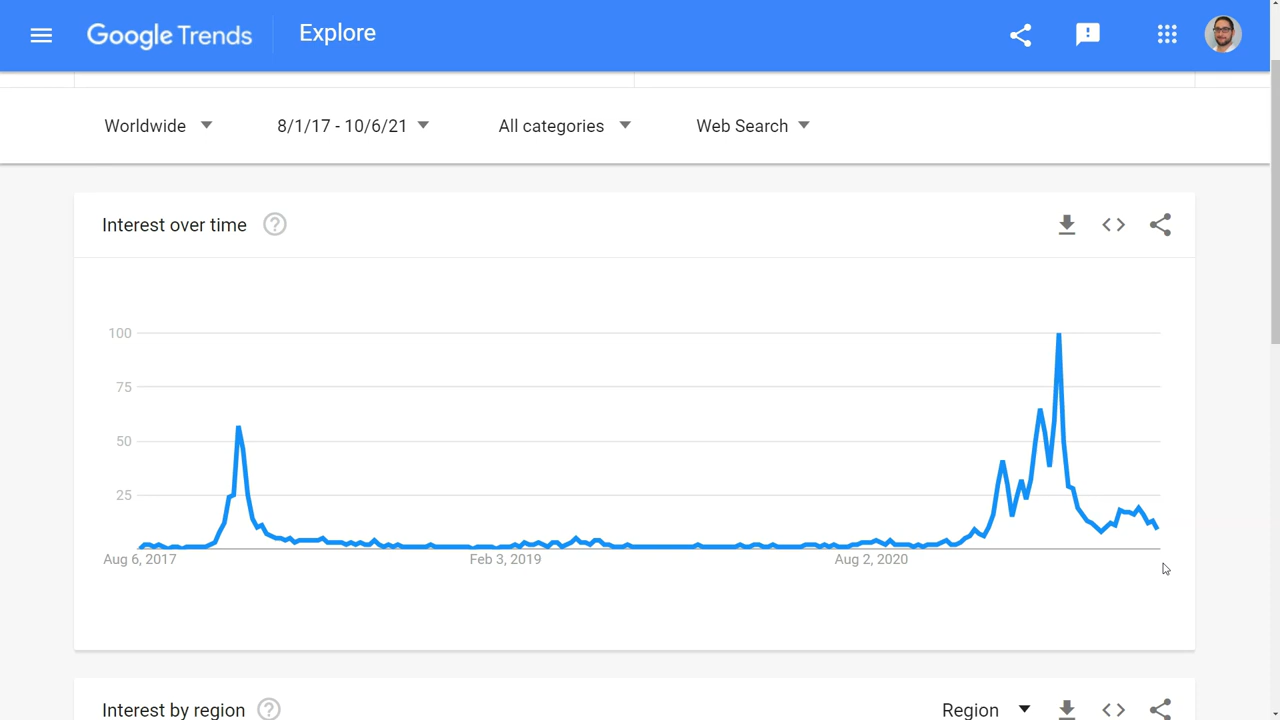 Google Trends Explore
Worldwide 8/1/17 - 10/6/21 All categories Web Search
Interest over time ?
100
75
50
25
Aug 6, 2017 Feb 3, 2019 Aug 2, 2020
Interest by region ? Region